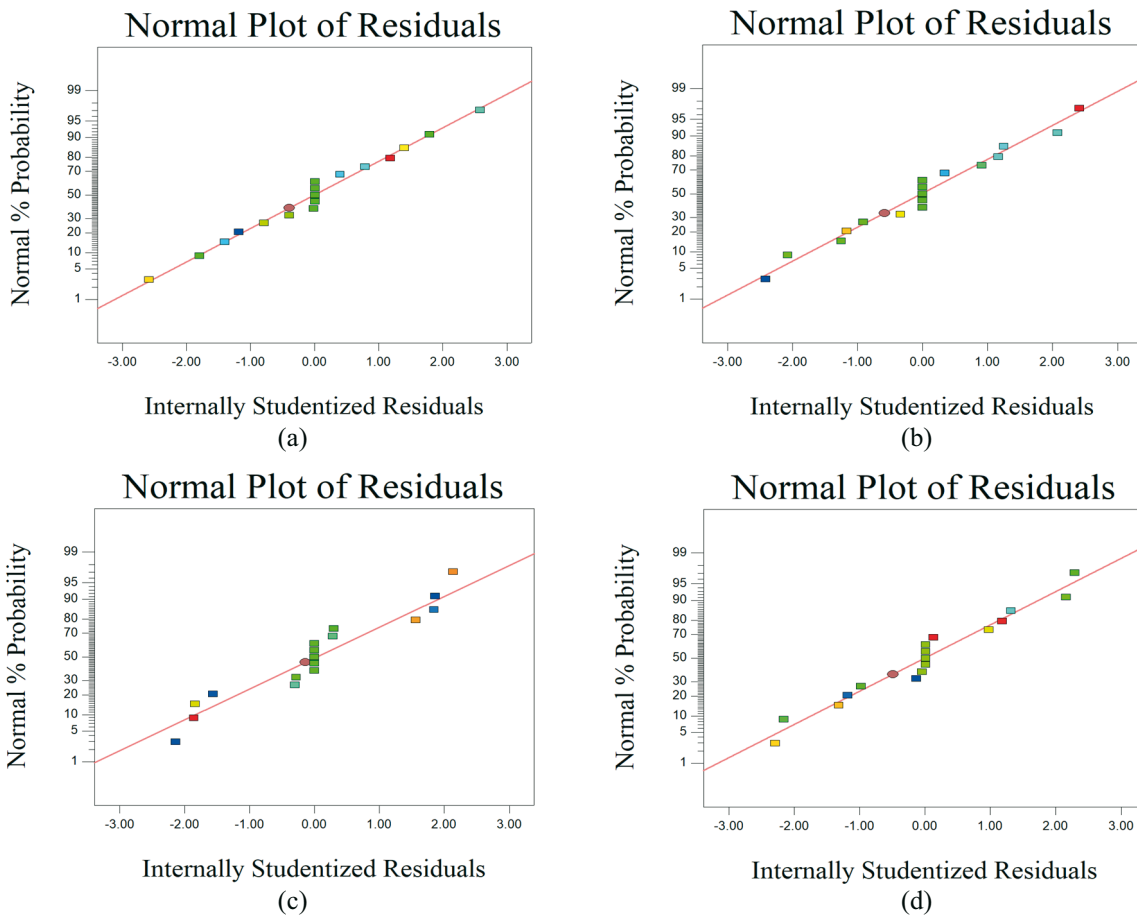 Normal Plot of Residuals
Normal % Probability
99
95
90
80
70
50
30
20
10
5
1
-3.00 -2.00 -1.00 0.00 1.00 2.00 3.00
Internally Studentized Residuals
(a)
Normal Plot of Residuals
Normal % Probability
99
95
90
80
70
50
30
20
10
5
1
-3.00 -2.00 -1.00 0.00 1.00 2.00 3.00
Internally Studentized Residuals
(b)
Normal Plot of Residuals
Normal % Probability
99
95
90
80
70
50
30
20
10
5
1
-3.00 -2.00 -1.00 0.00 1.00 2.00 3.00
Internally Studentized Residuals
(c)
Normal Plot of Residuals
Normal % Probability
99
95
90
80
70
50
30
20
10
5
1
-3.00 -2.00 -1.00 0.00 1.00 2.00 3.00
Internally Studentized Residuals
(d)